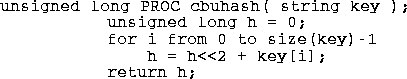 unsigned long PROC cbuhash( string key );
unsigned long h = 0;
for i from 0 to size(key)-1
h = h<<2 + key[i];
return h;